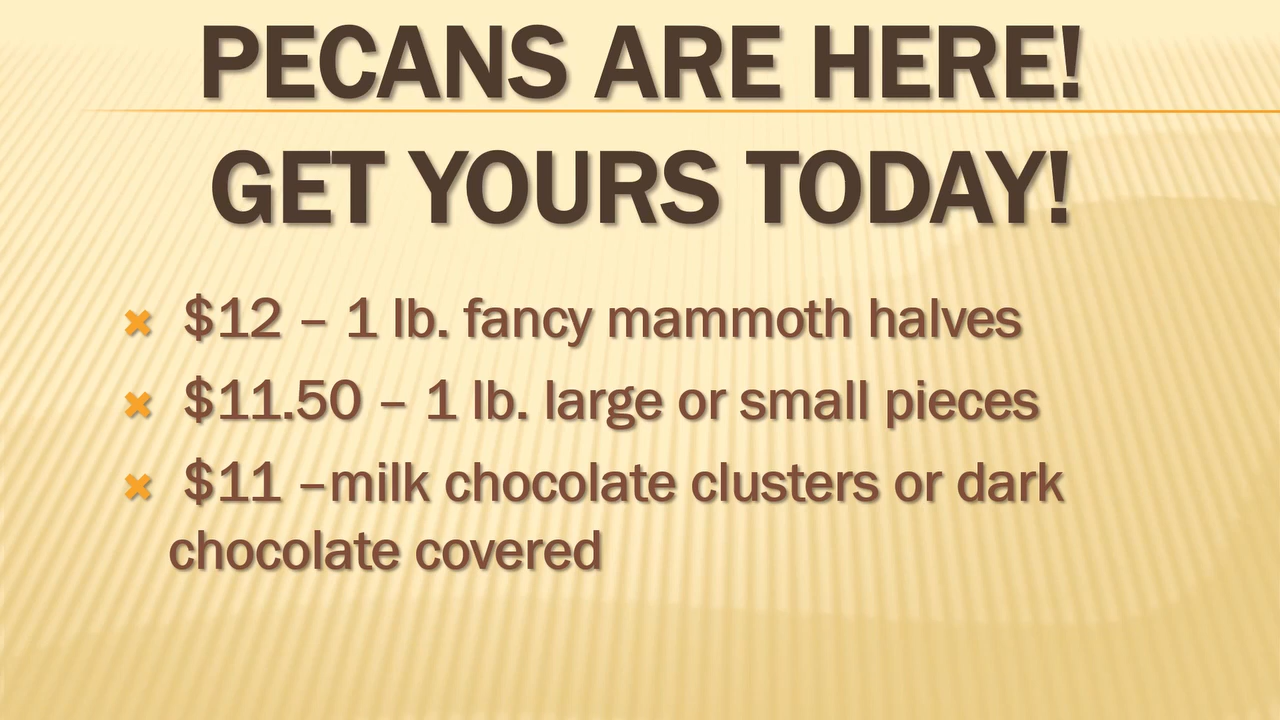 PECANS ARE HERE!
GET YOURS TODAY!
$12 – 1 lb. fancy mammoth halves
$11.50 – 1 lb. large or small pieces
$11 –milk chocolate clusters or dark
chocolate covered